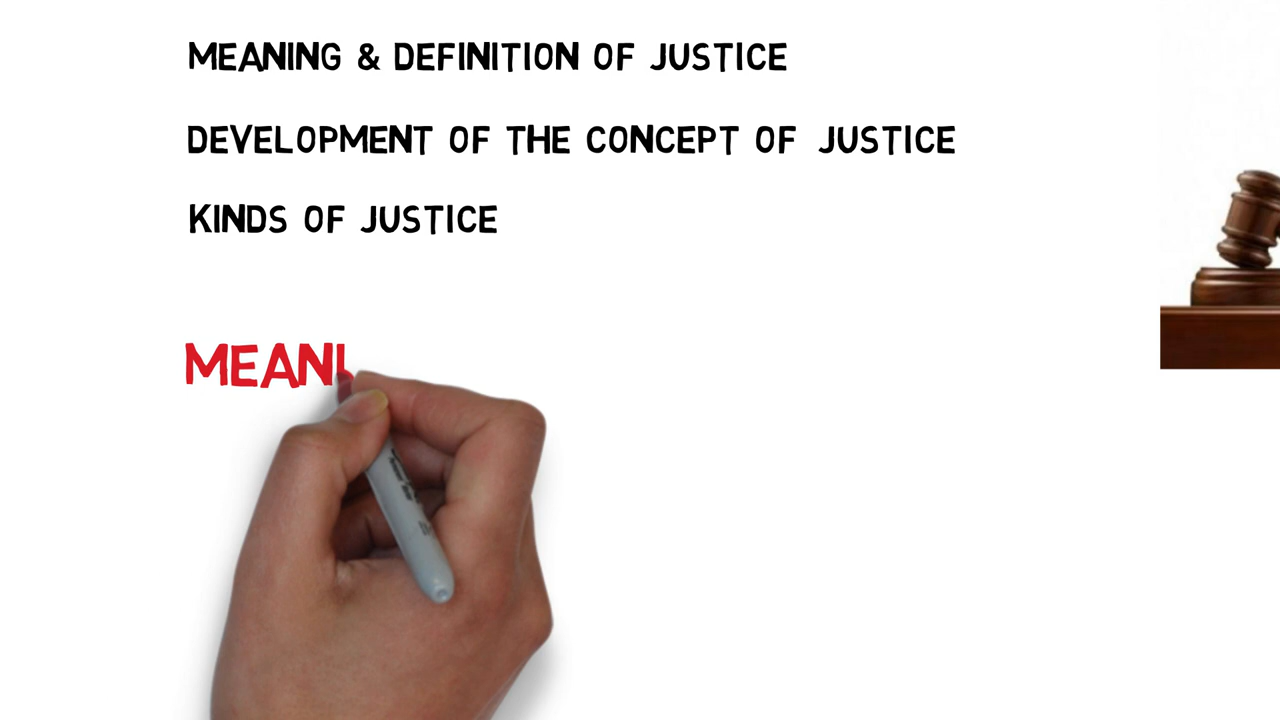 MEANING & DEFINITION OF JUSTICE
DEVELOPMENT OF THE CONCEPT OF JUSTICE
KINDS OF JUSTICE
MEANI